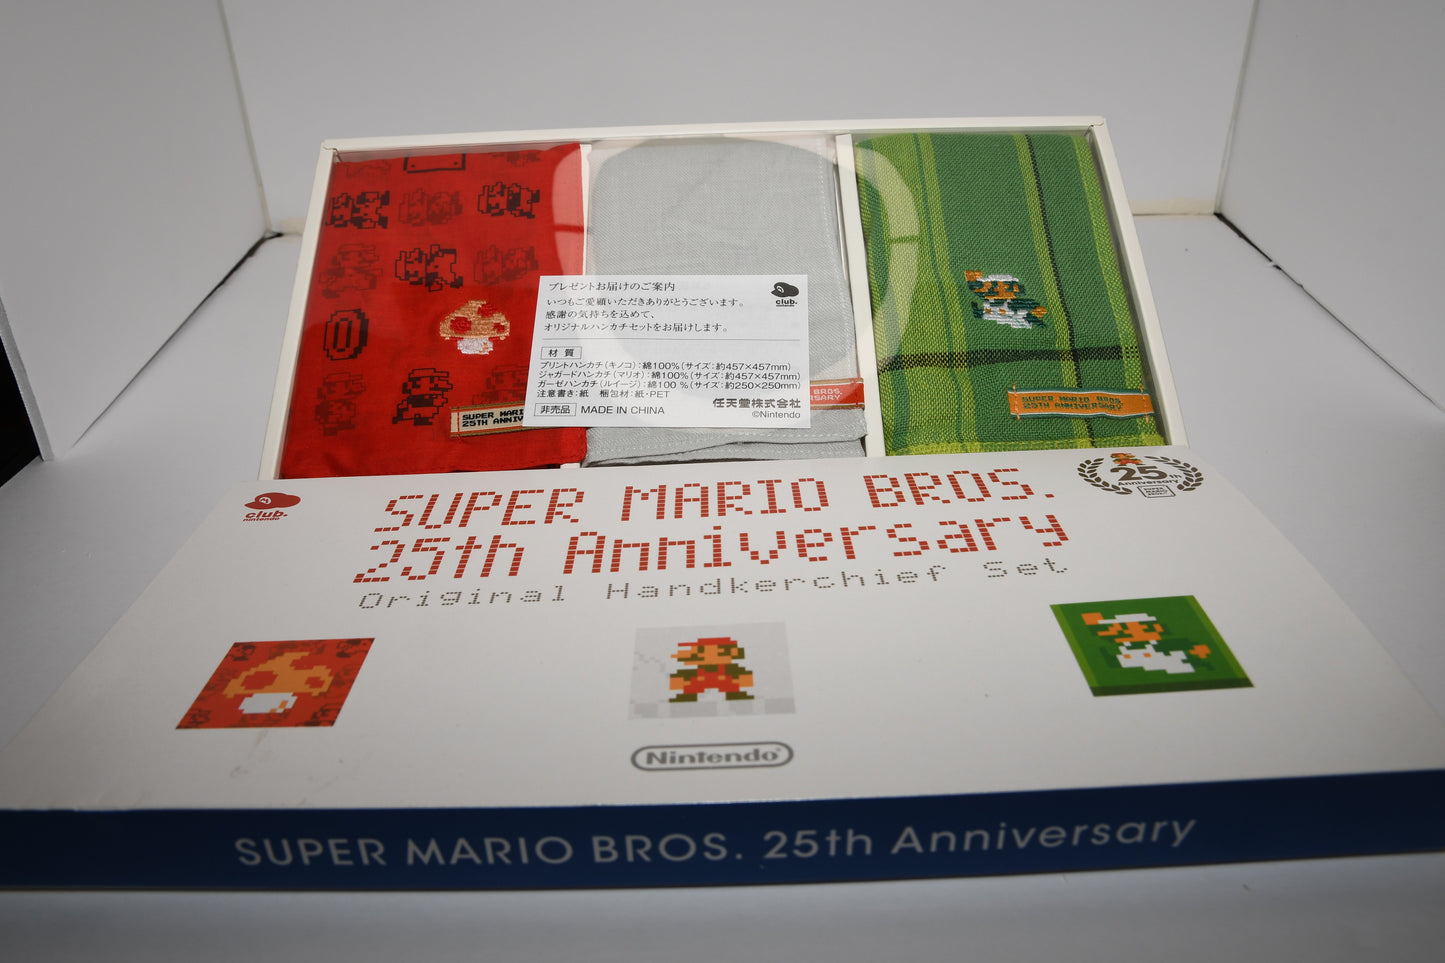 プレゼントお届けのご案内
club.
nintendo
いつもご愛顧いただきありがとうございます。
感謝の気持ちを込めて、
オリジナルハンカチセットをお届けします。
材 質
プリントハンカチ(キノコ):綿100%(サイズ:約457×457mm)
ジャガードハンカチ(マリオ):綿100%(サイズ:約457×457mm)
ガーゼハンカチ(ルイージ):綿100 %(サイズ:約250×250mm)
注意書き:紙 梱包材:紙・PET
非売品 MADE IN CHINA
任天堂株式会社
©Nintendo
SUPER MARI
25TH ANNIV
BROS.
SARY
SUPER MARIO BROS.
25TH ANNIVERSARY
club.
nintendo
25th
Anniversary
SUPER MARIO BROS.
25th Anniversary
Original Handkerchief Set
Nintendo
SUPER MARIO BROS. 25th Anniversary